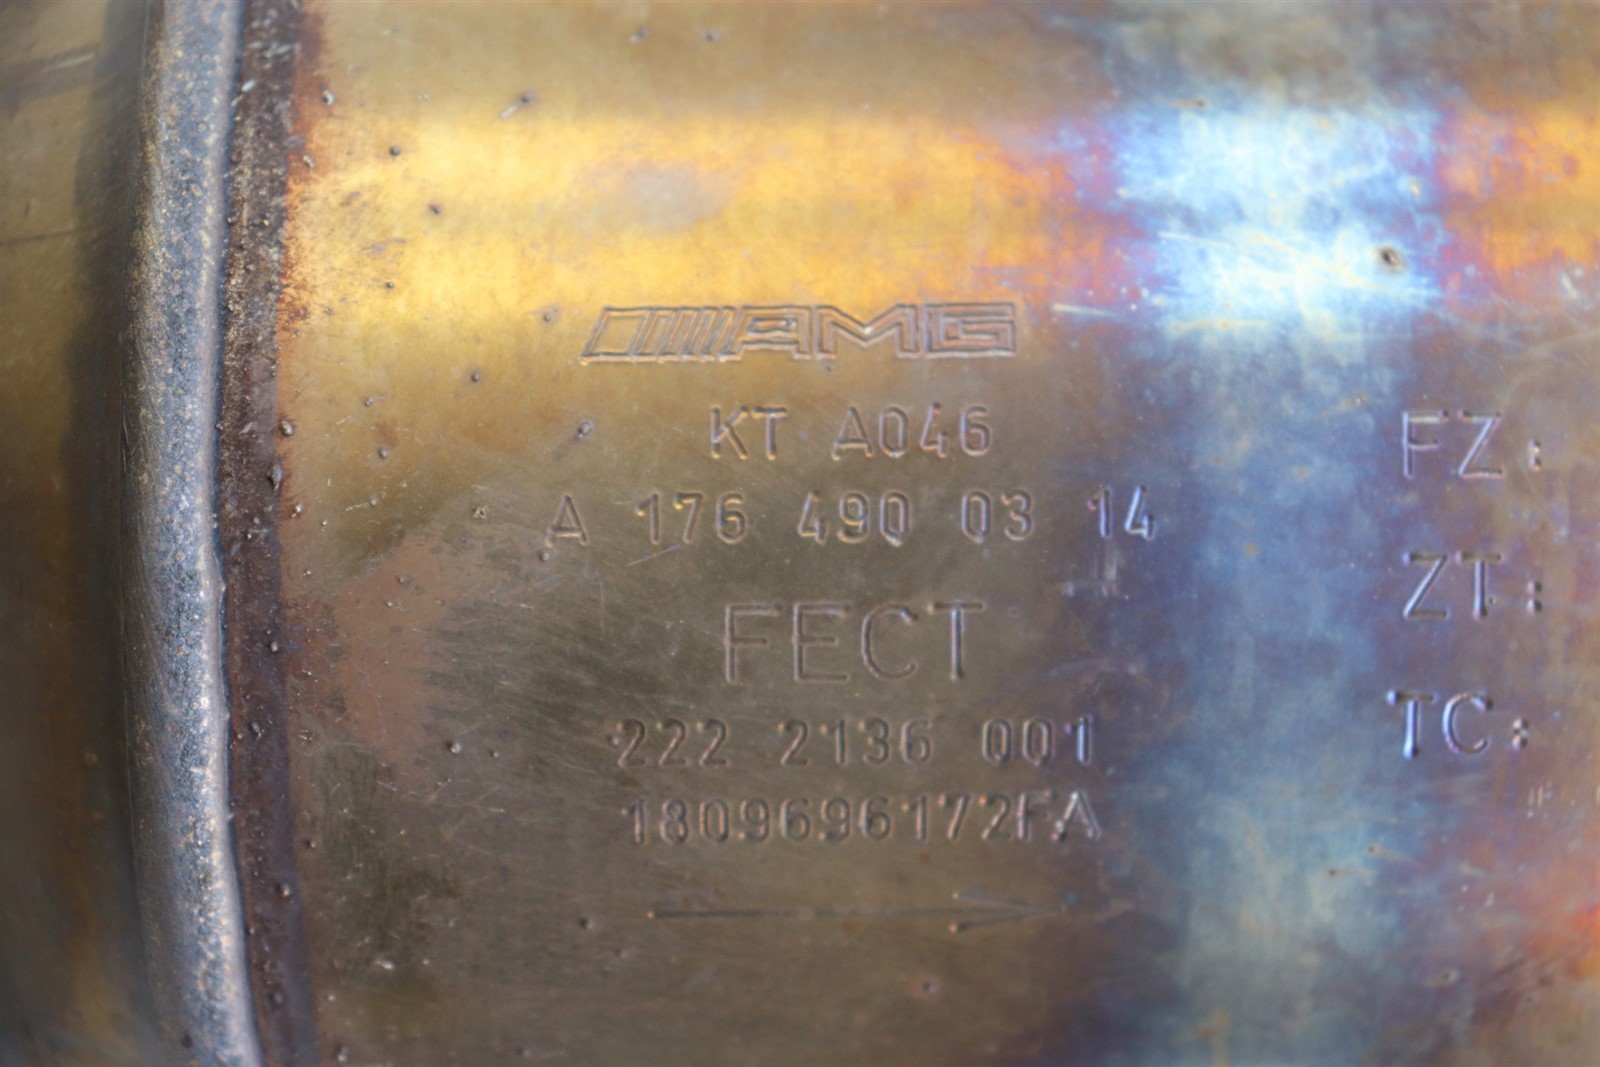 AMG
KT A046
A 176 490 03 14
FECT
222 2136 001
1809696172FA
FZ:
ZT:
TC: